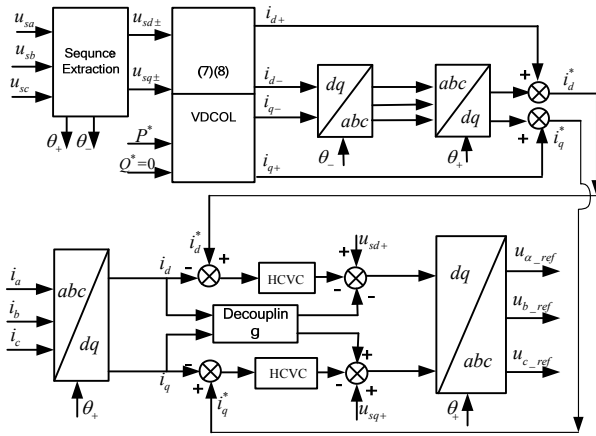 u_sa
u_sb
u_sc
Sequnce
Extraction
θ+
θ−
u_sd±
u_sq±
(7)(8)
VDCOL
P*
Q*=0
i_d+
i_d−
i_q−
i_q+
dq
abc
θ−
abc
dq
θ+
+
+
+
+
i_d*
i_q*
i_a
i_b
i_c
abc
dq
θ+
i_d
i_q
i_d*
-
+
HCVC
Decouplin
g
-
+
i_q*
HCVC
+
u_sd+
-
-
+
-
+
u_sq+
dq
abc
θ+
u_α_ref
u_b_ref
u_c_ref